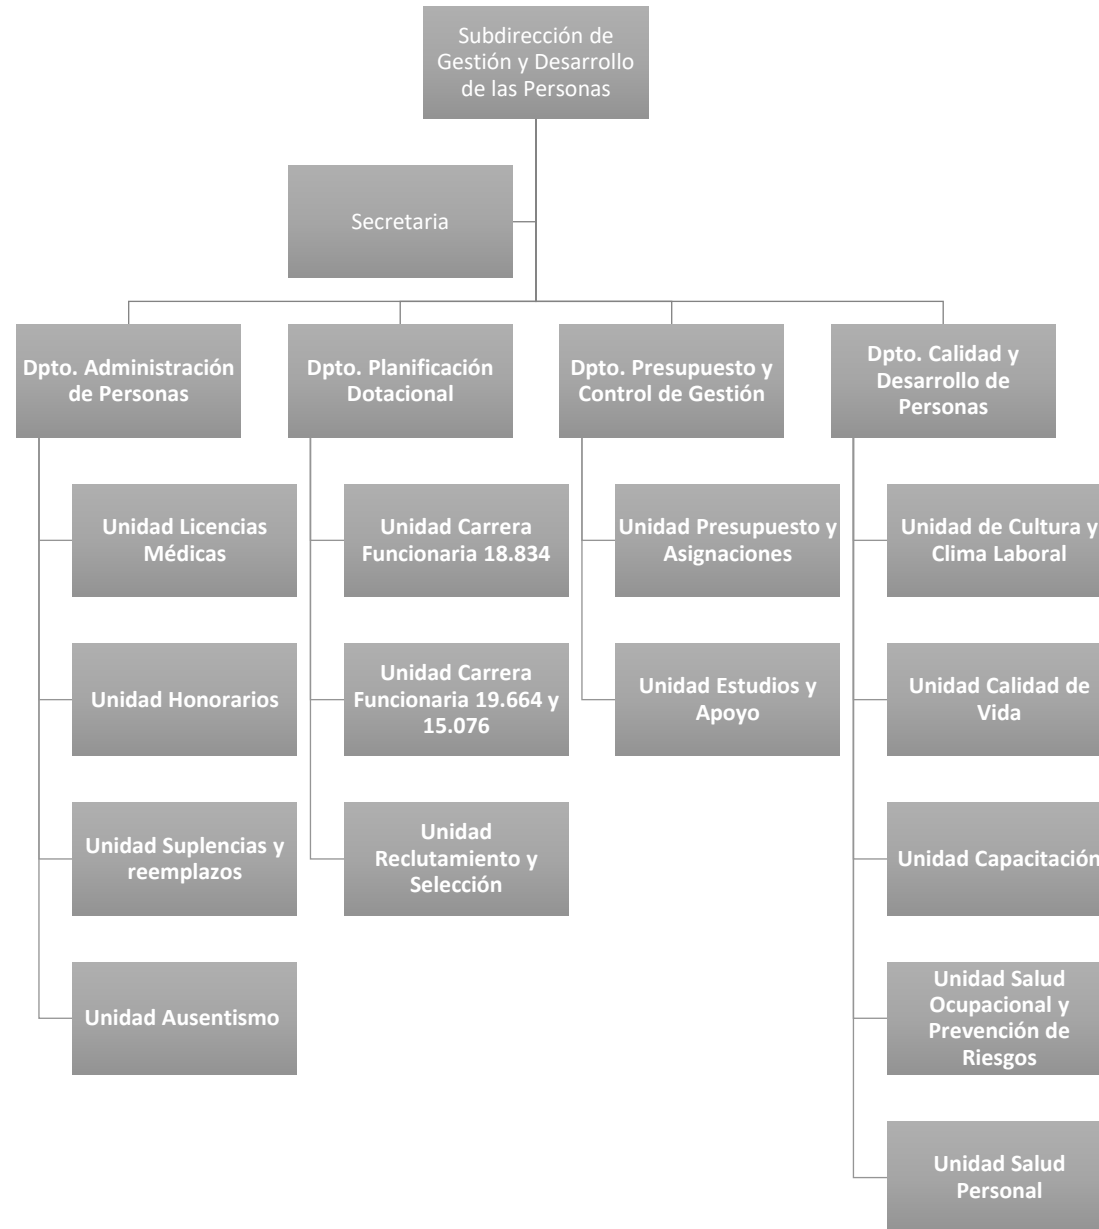 Subdirección de
Gestión y Desarrollo
de las Personas
Secretaria
Dpto. Administración
de Personas
Unidad Licencias
Médicas
Unidad Honorarios
Unidad Suplencias y
reemplazos
Unidad Ausentismo
Dpto. Planificación
Dotacional
Unidad Carrera
Funcionaria 18.834
Unidad Carrera
Funcionaria 19.664 y
15.076
Unidad
Reclutamiento y
Selección
Dpto. Presupuesto y
Control de Gestión
Unidad Presupuesto y
Asignaciones
Unidad Estudios y
Apoyo
Dpto. Calidad y
Desarrollo de
Personas
Unidad de Cultura y
Clima Laboral
Unidad Calidad de
Vida
Unidad Capacitación
Unidad Salud
Ocupacional y
Prevención de
Riesgos
Unidad Salud
Personal